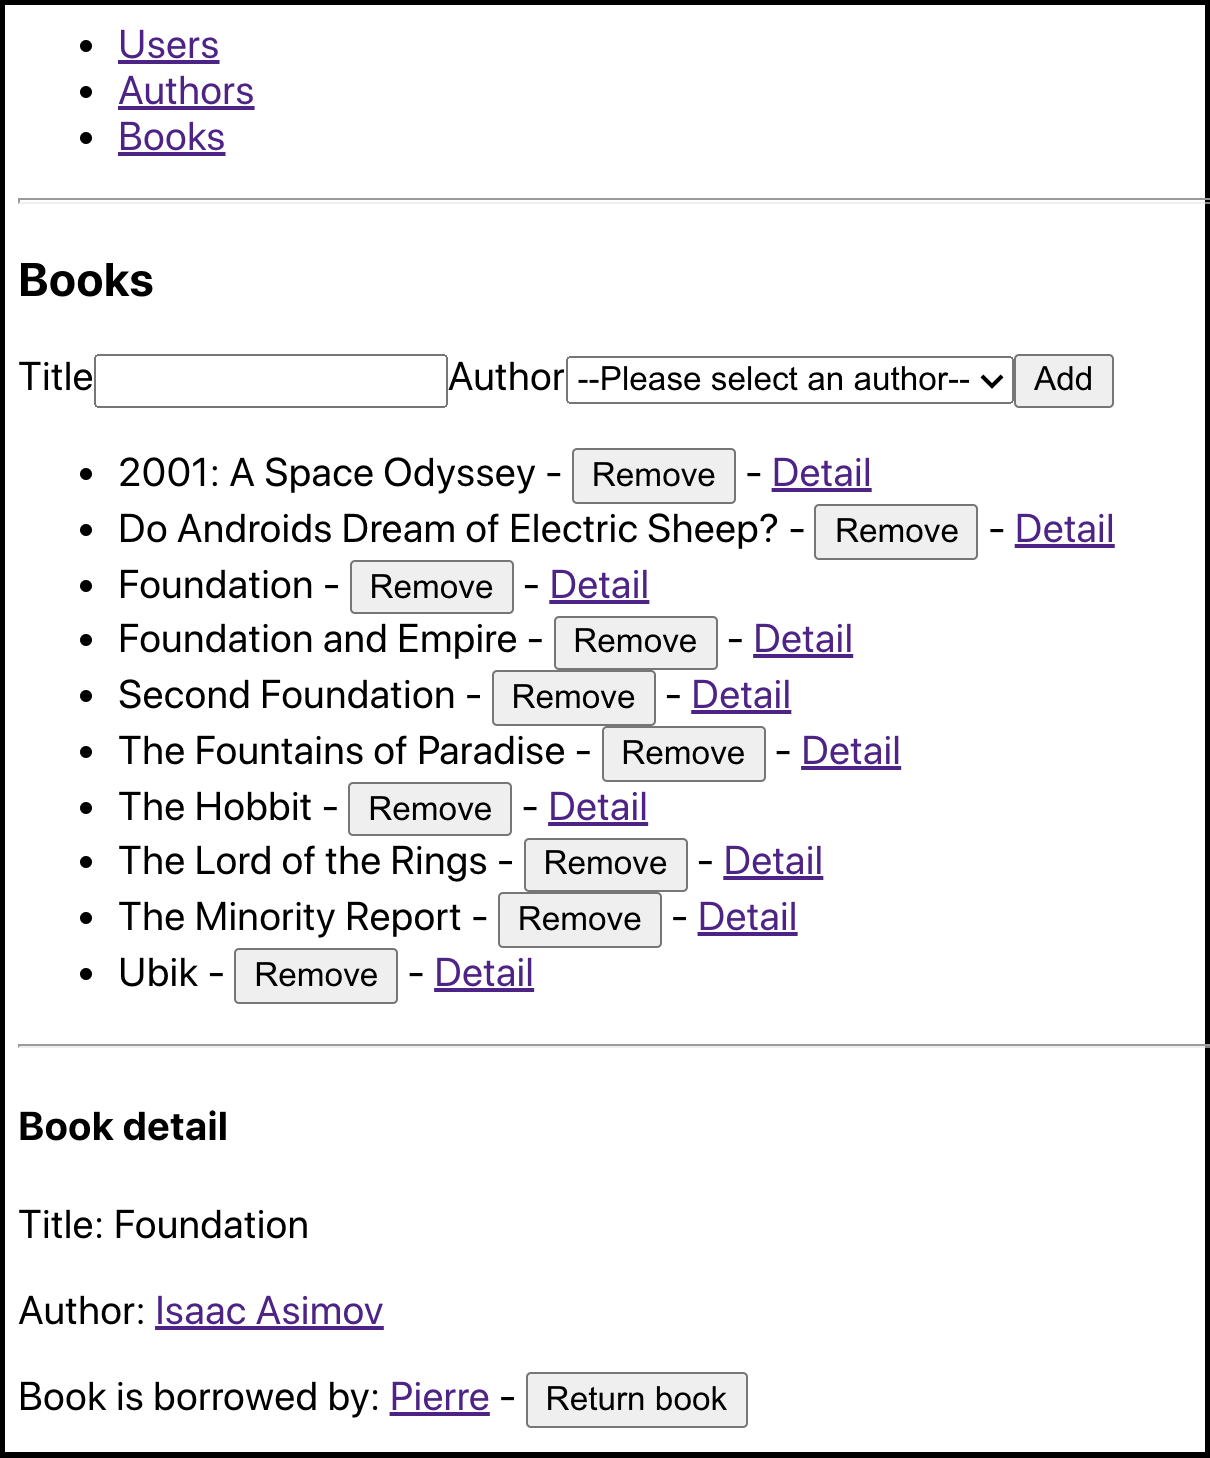 Users
Authors
Books
Books
Title Author --Please select an author-- Add
2001: A Space Odyssey - Remove - Detail
Do Androids Dream of Electric Sheep? - Remove - Detail
Foundation - Remove - Detail
Foundation and Empire - Remove - Detail
Second Foundation - Remove - Detail
The Fountains of Paradise - Remove - Detail
The Hobbit - Remove - Detail
The Lord of the Rings - Remove - Detail
The Minority Report - Remove - Detail
Ubik - Remove - Detail
Book detail
Title: Foundation
Author: Isaac Asimov
Book is borrowed by: Pierre - Return book